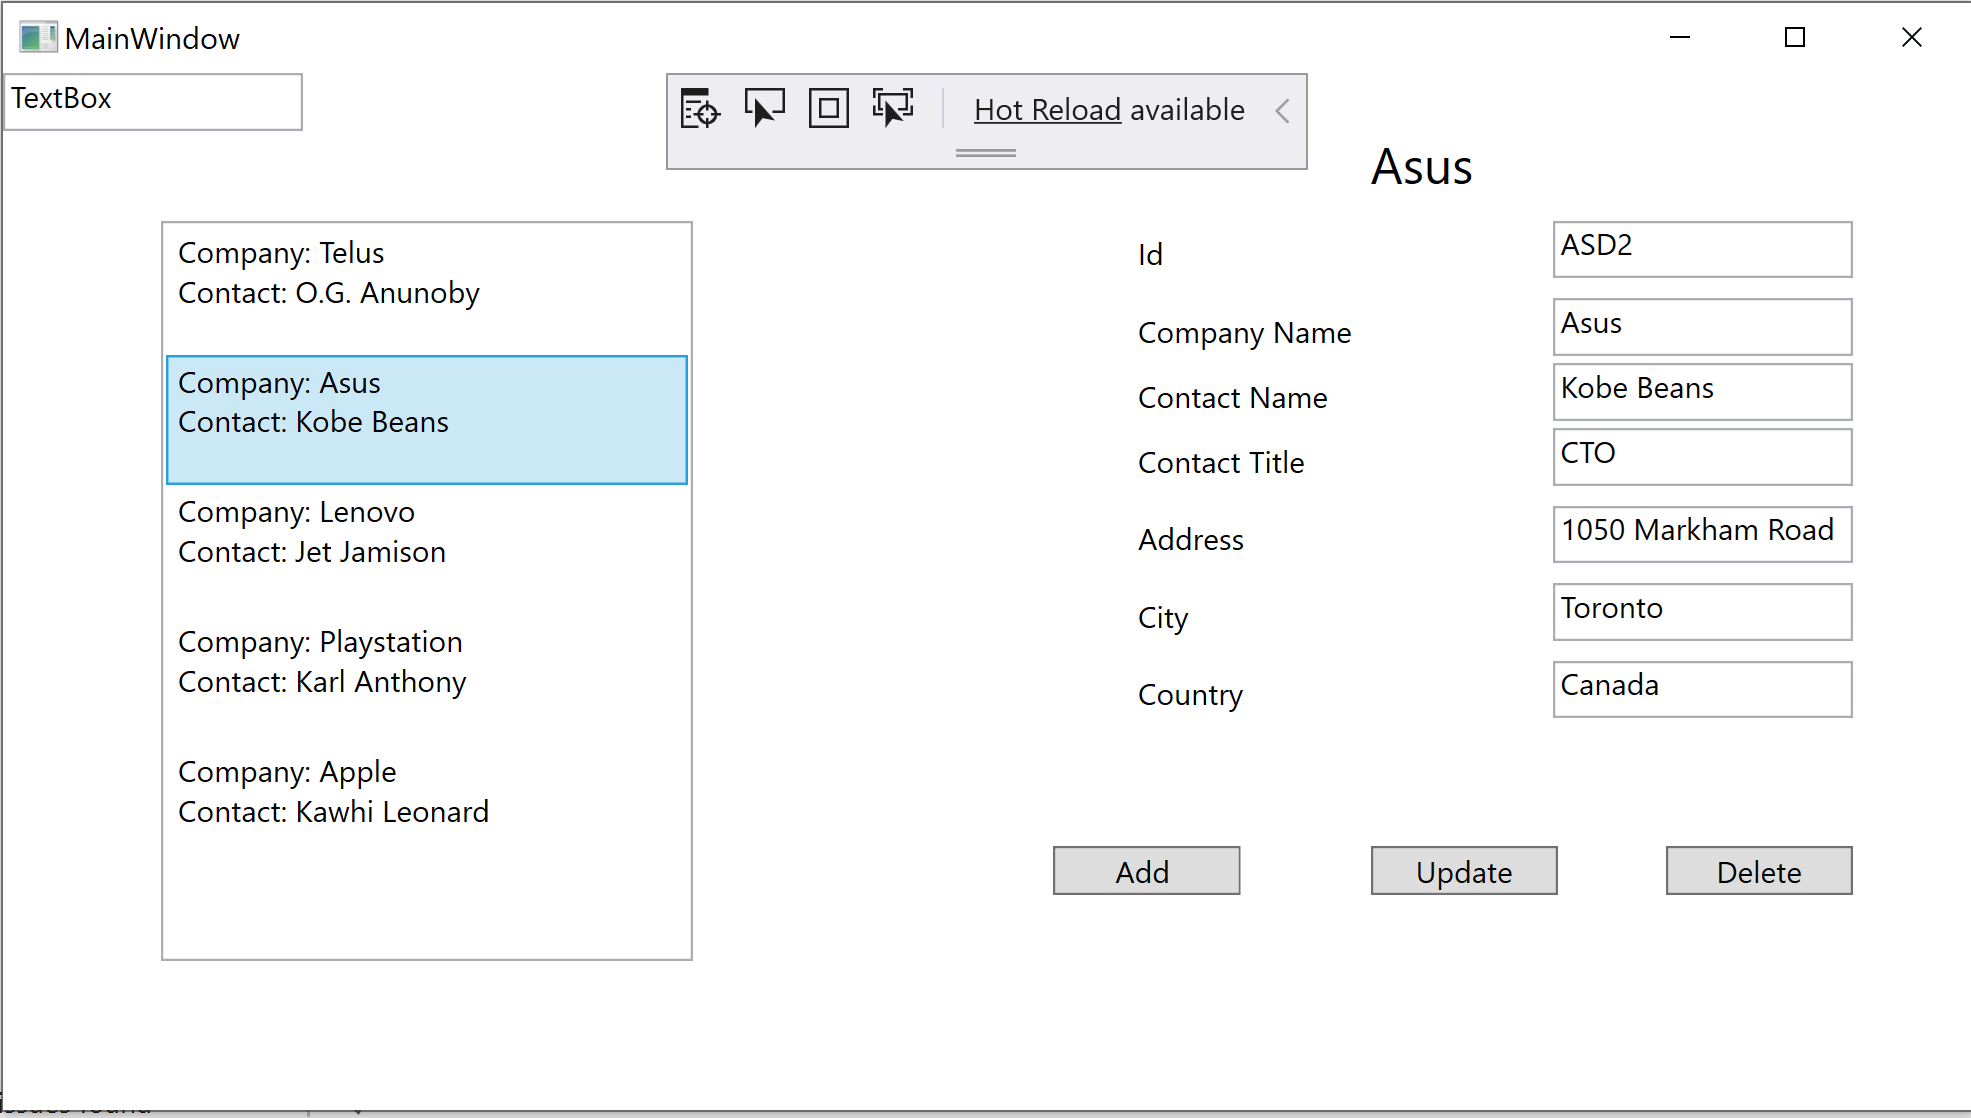 MainWindow
TextBox
Hot Reload available
Asus
Company: Telus
Contact: O.G. Anunoby
Company: Asus
Contact: Kobe Beans
Company: Lenovo
Contact: Jet Jamison
Company: Playstation
Contact: Karl Anthony
Company: Apple
Contact: Kawhi Leonard
Id ASD2
Company Name Asus
Contact Name Kobe Beans
Contact Title CTO
Address 1050 Markham Road
City Toronto
Country Canada
Add Update Delete